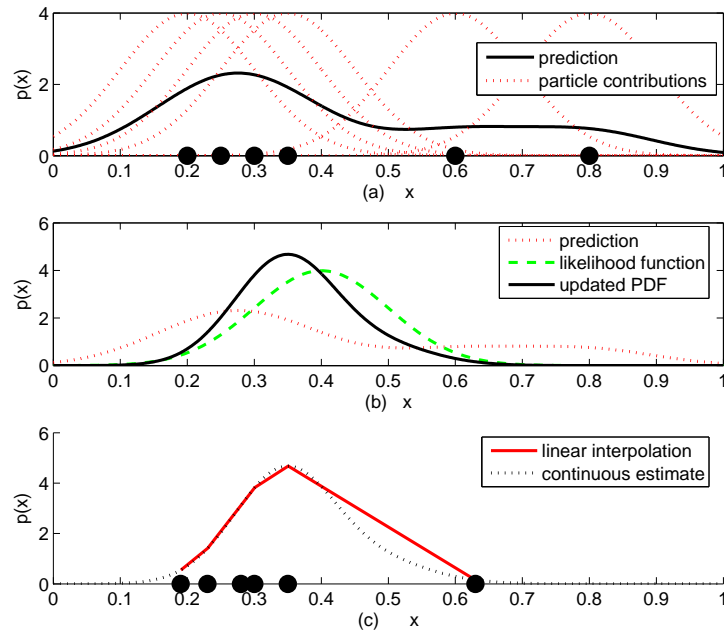 4
2
0
p(x)
prediction
particle contributions
0 0.1 0.2 0.3 0.4 0.5 0.6 0.7 0.8 0.9 1
(a) x
6
4
2
0
p(x)
prediction
likelihood function
updated PDF
0 0.1 0.2 0.3 0.4 0.5 0.6 0.7 0.8 0.9 1
(b) x
6
4
2
0
p(x)
linear interpolation
continuous estimate
0 0.1 0.2 0.3 0.4 0.5 0.6 0.7 0.8 0.9 1
(c) x